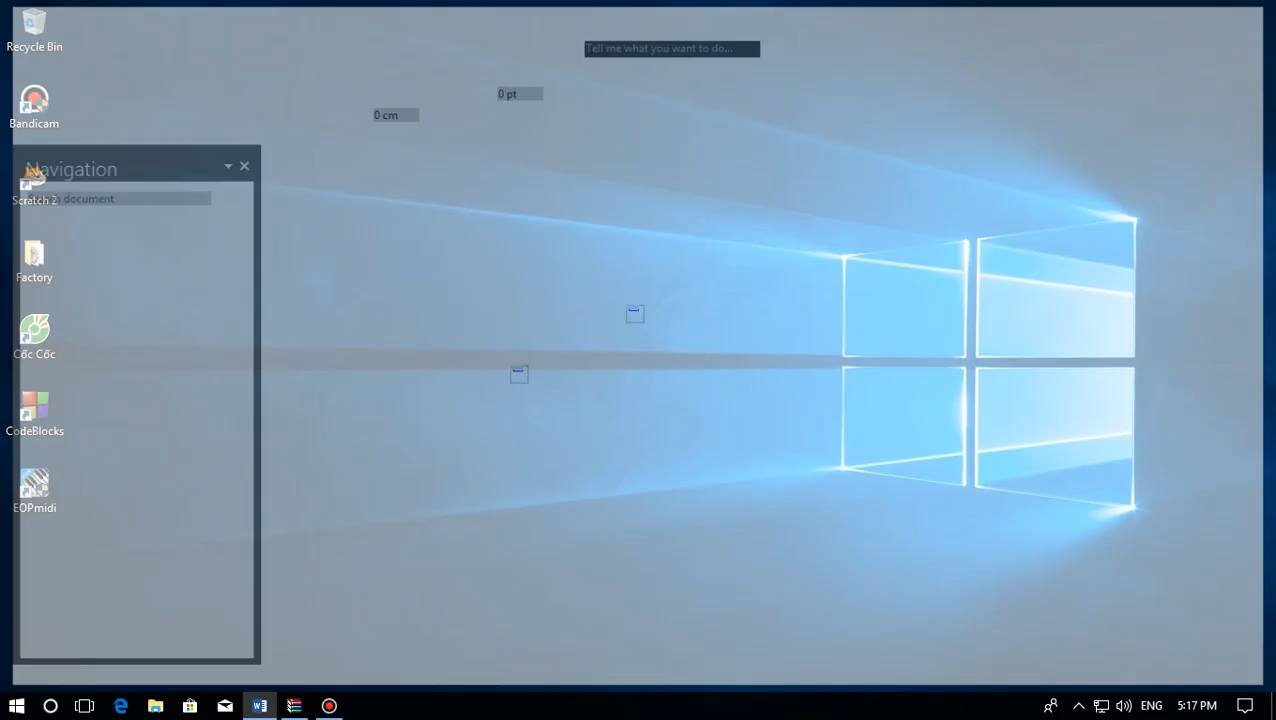 Recycle Bin
Tell me what you want to do...
0 pt
0 cm
Bandicam
Navigation
document
Scratch 2
Factory
Cốc Cốc
CodeBlocks
EOPmidi
ENG
5:17 PM